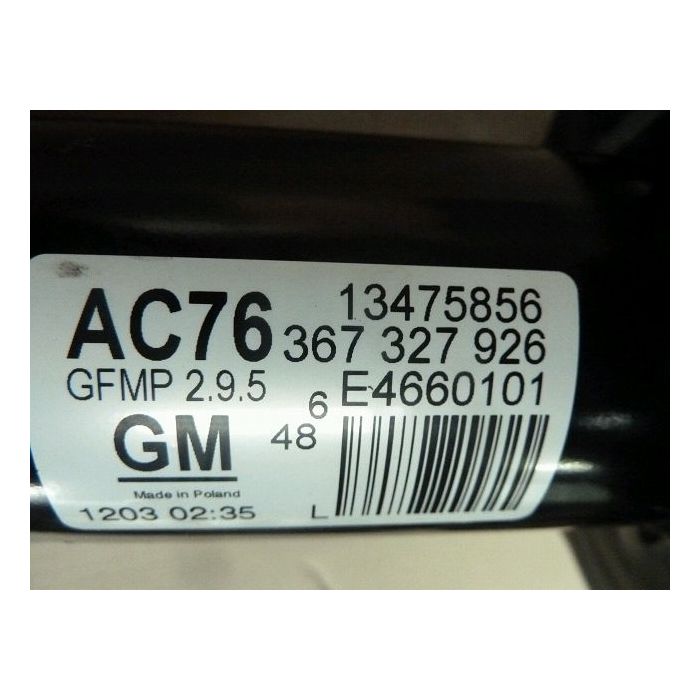 AC76
13475856
367 327 926
GFMP 2.9.5
E4660101
6
48
GM
Made in Poland
1203 02:35
L